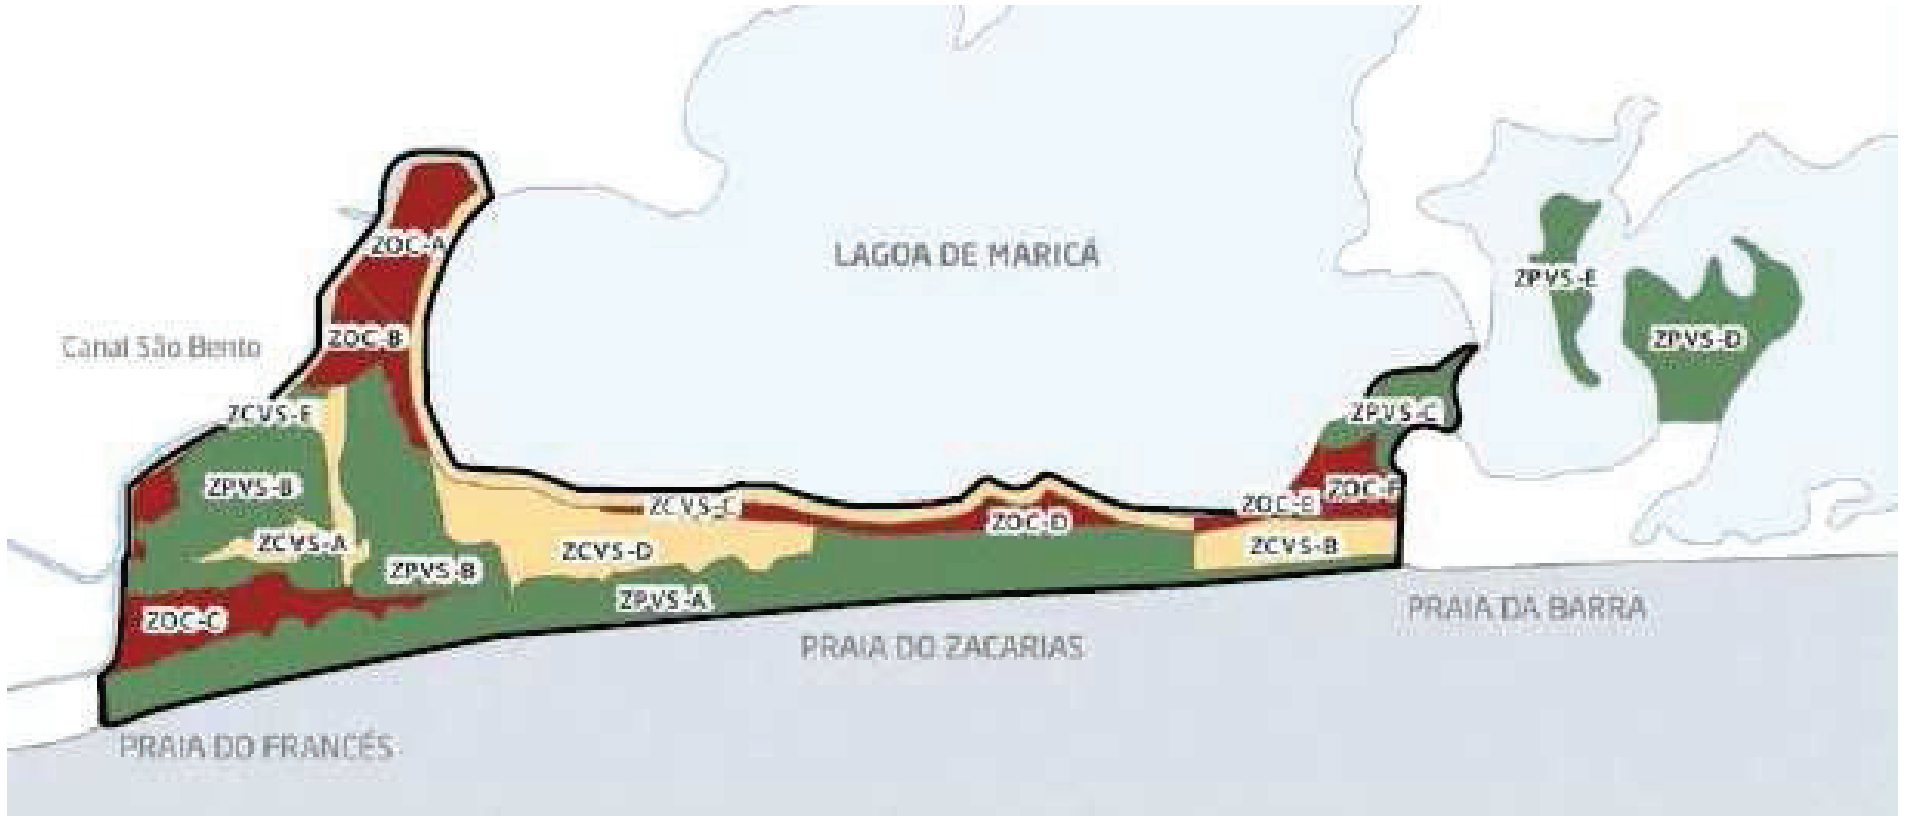 ZOC-A
LAGOA DE MARICÁ
ZPVS-E
ZOC-B
ZPVS-D
Canal São Bento
ZCVS-E
ZPVS-C
ZPVS-B
ZOC-F
ZCVS-C
ZOC-E
ZOC-D
ZCVS-A
ZCVS-D
ZCVS-B
ZPVS-B
ZPVS-A
ZOC-C
PRAIA DA BARRA
PRAIA DO ZACARIAS
PRAIA DO FRANCÉS